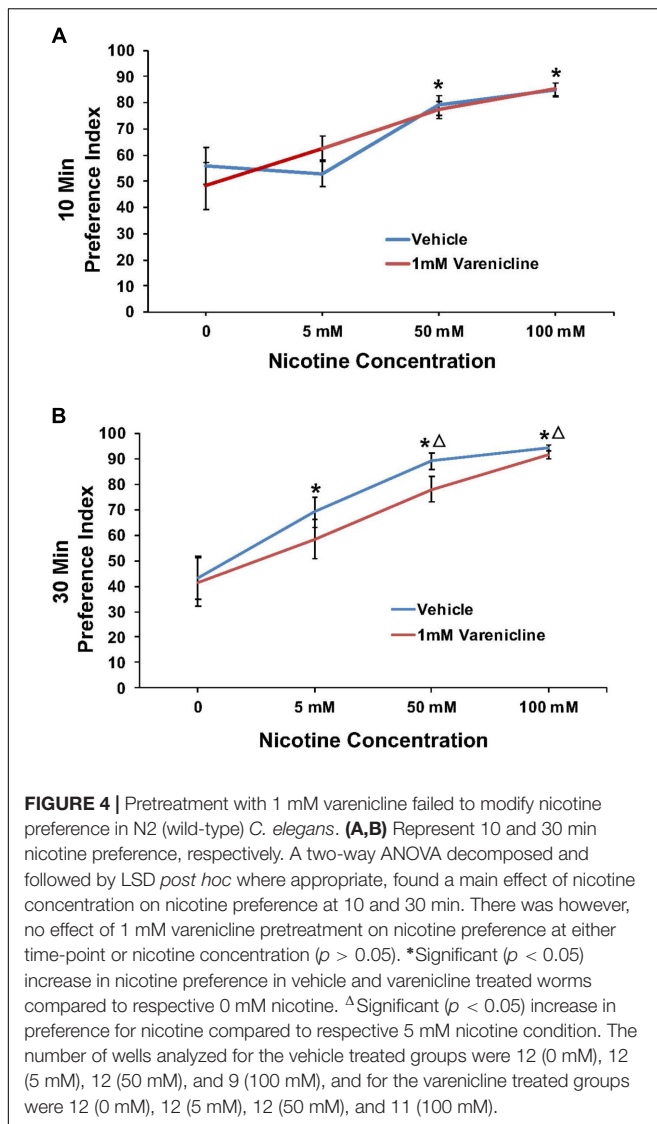 A
100
90
80
70
60
50
40
30
20
10
0
10 Min
Preference Index
* *
Vehicle
1mM Varenicline
0 5 mM 50 mM 100 mM
Nicotine Concentration
B
100
90
80
70
60
50
40
30
20
10
0
30 Min
Preference Index
* *Δ *Δ
Vehicle
1mM Varenicline
0 5 mM 50 mM 100 mM
Nicotine Concentration
FIGURE 4 | Pretreatment with 1 mM varenicline failed to modify nicotine
preference in N2 (wild-type) C. elegans. (A,B) Represent 10 and 30 min
nicotine preference, respectively. A two-way ANOVA decomposed and
followed by LSD post hoc where appropriate, found a main effect of nicotine
concentration on nicotine preference at 10 and 30 min. There was however,
no effect of 1 mM varenicline pretreatment on nicotine preference at either
time-point or nicotine concentration (p > 0.05). *Significant (p < 0.05)
increase in nicotine preference in vehicle and varenicline treated worms
compared to respective 0 mM nicotine. ΔSignificant (p < 0.05) increase in
preference for nicotine compared to respective 5 mM nicotine condition. The
number of wells analyzed for the vehicle treated groups were 12 (0 mM), 12
(5 mM), 12 (50 mM), and 9 (100 mM), and for the varenicline treated groups
were 12 (0 mM), 12 (5 mM), 12 (50 mM), and 11 (100 mM).